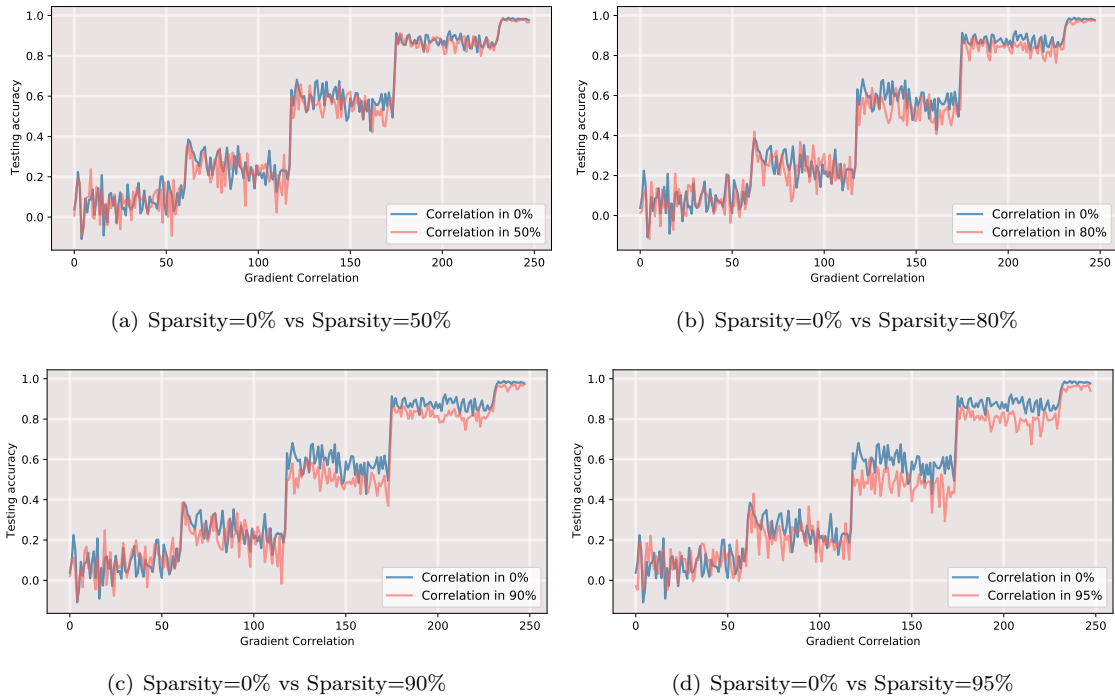 1.0
0.8
0.6
0.4
0.2
0.0
Testing accuracy
Correlation in 0%
Correlation in 50%
0 50 100 150 200 250
Gradient Correlation
(a) Sparsity=0% vs Sparsity=50%
1.0
0.8
0.6
0.4
0.2
0.0
Testing accuracy
Correlation in 0%
Correlation in 80%
0 50 100 150 200 250
Gradient Correlation
(b) Sparsity=0% vs Sparsity=80%
1.0
0.8
0.6
0.4
0.2
0.0
Testing accuracy
Correlation in 0%
Correlation in 90%
0 50 100 150 200 250
Gradient Correlation
(c) Sparsity=0% vs Sparsity=90%
1.0
0.8
0.6
0.4
0.2
0.0
Testing accuracy
Correlation in 0%
Correlation in 95%
0 50 100 150 200 250
Gradient Correlation
(d) Sparsity=0% vs Sparsity=95%